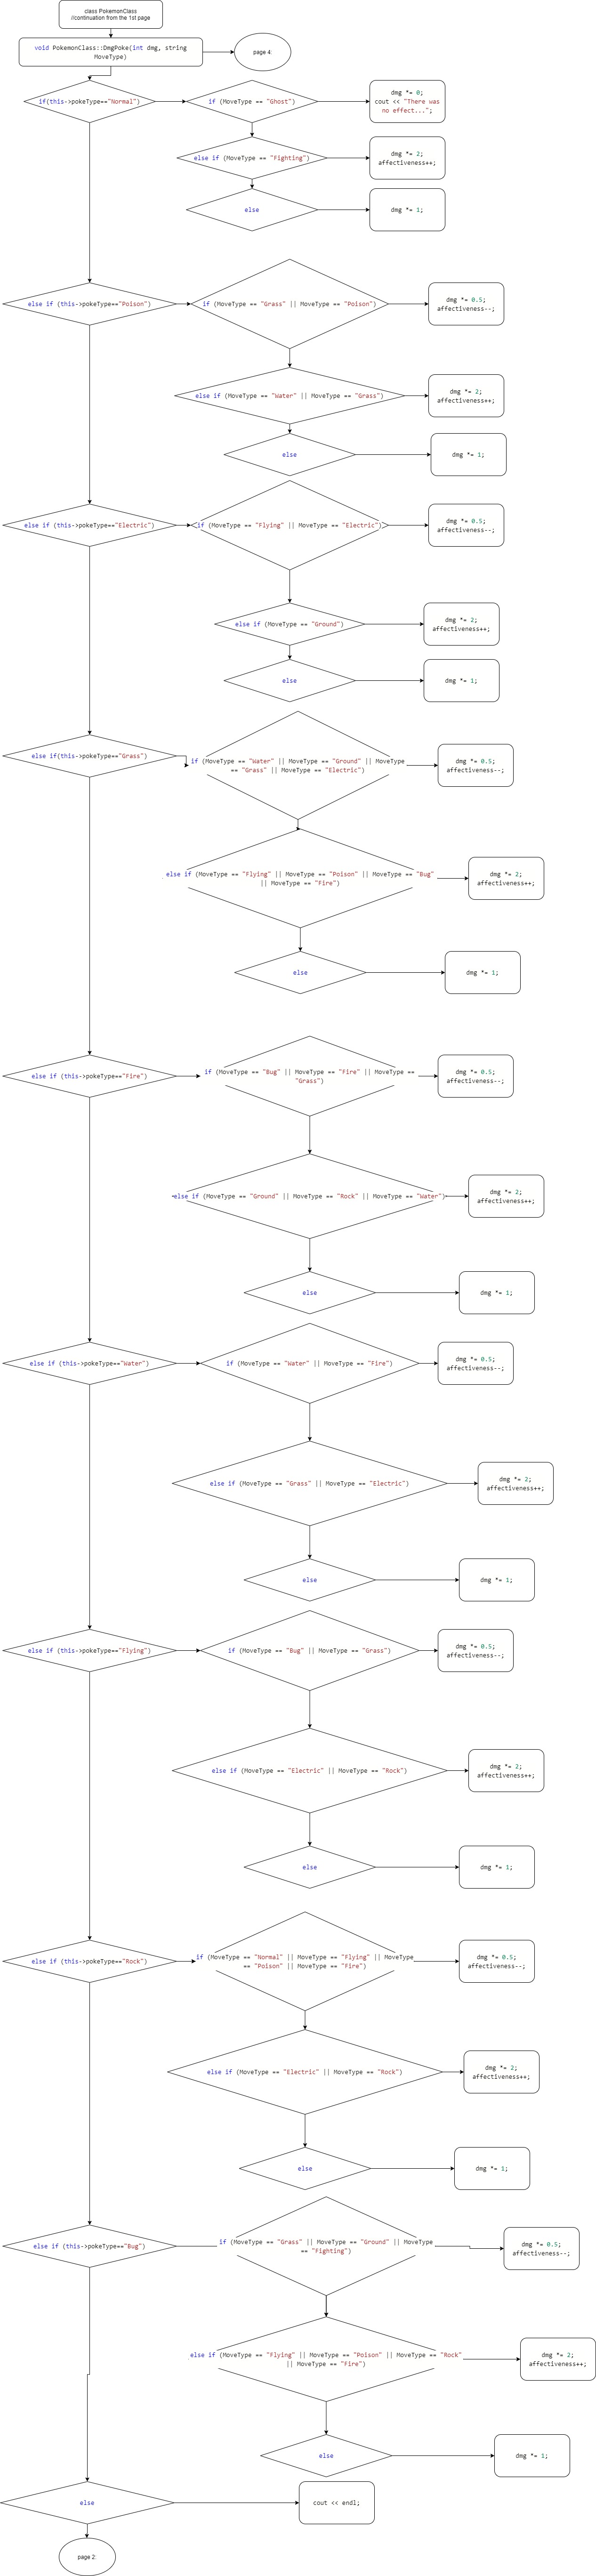 class PokemonClass
//continuation from the 1st page
void PokemonClass::DmgPoke(int dmg, string
MoveType)
page 4:
if(this->pokeType=="Normal")
if (MoveType == "Ghost")
dmg *= 0;
cout << "There was
no effect...";
else if (MoveType == "Fighting")
dmg *= 2;
affectiveness++;
else
dmg *= 1;
else if (this->pokeType=="Poison")
if (MoveType == "Grass" || MoveType == "Poison")
dmg *= 0.5;
affectiveness--;
else if (MoveType == "Water" || MoveType == "Grass")
dmg *= 2;
affectiveness++;
else
dmg *= 1;
else if (this->pokeType=="Electric")
if (MoveType == "Flying" || MoveType == "Electric")
dmg *= 0.5;
affectiveness--;
else if (MoveType == "Ground")
dmg *= 2;
affectiveness++;
else
dmg *= 1;
else if(this->pokeType=="Grass")
if (MoveType == "Water" || MoveType == "Ground" || MoveType
== "Grass" || MoveType == "Electric")
dmg *= 0.5;
affectiveness--;
else if (MoveType == "Flying" || MoveType == "Poison" || MoveType == "Bug"
|| MoveType == "Fire")
dmg *= 2;
affectiveness++;
else
dmg *= 1;
else if (this->pokeType=="Fire")
if (MoveType == "Bug" || MoveType == "Fire" || MoveType ==
"Grass")
dmg *= 0.5;
affectiveness--;
else if (MoveType == "Ground" || MoveType == "Rock" || MoveType == "Water")
dmg *= 2;
affectiveness++;
else
dmg *= 1;
else if (this->pokeType=="Water")
if (MoveType == "Water" || MoveType == "Fire")
dmg *= 0.5;
affectiveness--;
else if (MoveType == "Grass" || MoveType == "Electric")
dmg *= 2;
affectiveness++;
else
dmg *= 1;
else if (this->pokeType=="Flying")
if (MoveType == "Bug" || MoveType == "Grass")
dmg *= 0.5;
affectiveness--;
else if (MoveType == "Electric" || MoveType == "Rock")
dmg *= 2;
affectiveness++;
else
dmg *= 1;
else if (this->pokeType=="Rock")
if (MoveType == "Normal" || MoveType == "Flying" || MoveType
== "Poison" || MoveType == "Fire")
dmg *= 0.5;
affectiveness--;
else if (MoveType == "Electric" || MoveType == "Rock")
dmg *= 2;
affectiveness++;
else
dmg *= 1;
else if (this->pokeType=="Bug")
if (MoveType == "Grass" || MoveType == "Ground" || MoveType
== "Fighting")
dmg *= 0.5;
affectiveness--;
else if (MoveType == "Flying" || MoveType == "Poison" || MoveType == "Rock"
|| MoveType == "Fire")
dmg *= 2;
affectiveness++;
else
dmg *= 1;
else
cout << endl;
page 2: